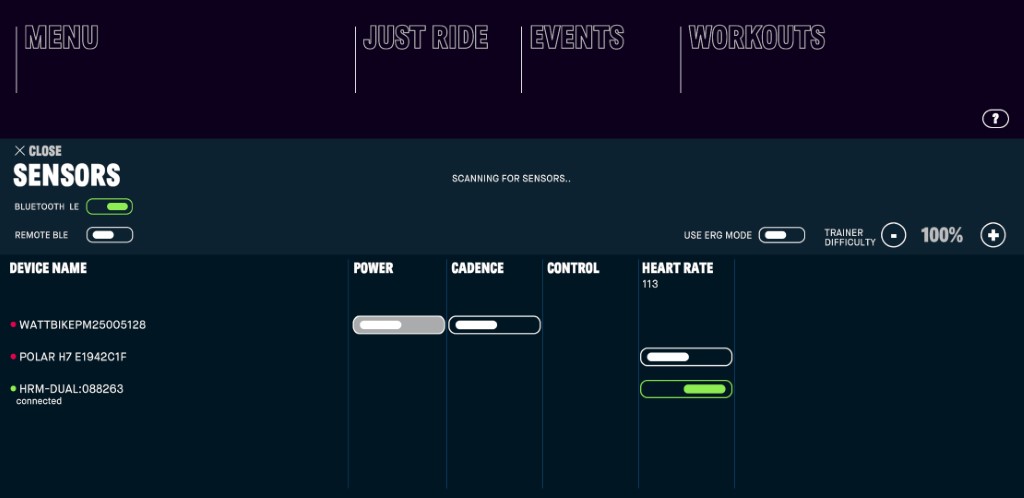 MENU
JUST RIDE
EVENTS
WORKOUTS
?
× CLOSE
SENSORS
SCANNING FOR SENSORS..
BLUETOOTH LE
REMOTE BLE
USE ERG MODE
TRAINER
DIFFICULTY
-
100%
+
DEVICE NAME
POWER
CADENCE
CONTROL
HEART RATE
113
WATTBIKEPM25005128
POLAR H7 E1942C1F
HRM-DUAL:088263
connected